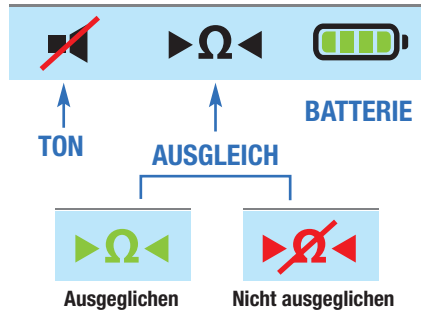 ►Ω◄
BATTERIE
TON
AUSGLEICH
►Ω◄
►Ω◄
Ausgeglichen
Nicht ausgeglichen